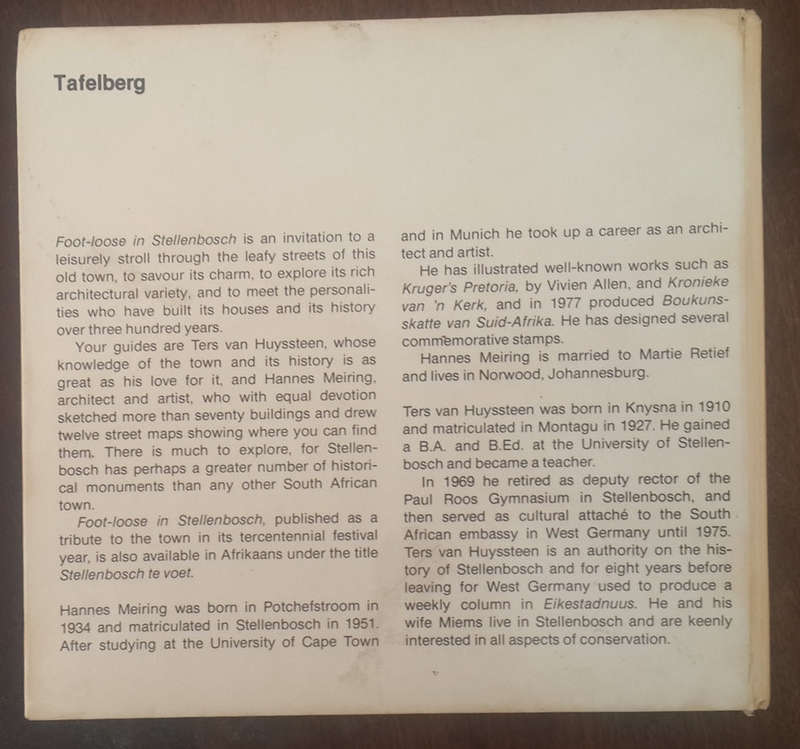 Tafelberg
Foot-loose in Stellenbosch is an invitation to a
leisurely stroll through the leafy streets of this
old town, to savour its charm, to explore its rich
architectural variety, and to meet the personali-
ties who have built its houses and its history
over three hundred years.
Your guides are Ters van Huyssteen, whose
knowledge of the town and its history is as
great as his love for it, and Hannes Meiring,
architect and artist, who with equal devotion
sketched more than seventy buildings and drew
twelve street maps showing where you can find
them. There is much to explore, for Stellen-
bosch has perhaps a greater number of histori-
cal monuments than any other South African
town.
Foot-loose in Stellenbosch, published as a
tribute to the town in its tercentennial festival
year, is also available in Afrikaans under the title
Stellenbosch te voet.
Hannes Meiring was born in Potchefstroom in
1934 and matriculated in Stellenbosch in 1951.
After studying at the University of Cape Town
and in Munich he took up a career as an archi-
tect and artist.
He has illustrated well-known works such as
Kruger's Pretoria, by Vivien Allen, and Kronieke
van 'n Kerk, and in 1977 produced Boukuns-
skatte van Suid-Afrika. He has designed several
commemorative stamps.
Hannes Meiring is married to Martie Retief
and lives in Norwood, Johannesburg.
Ters van Huyssteen was born in Knysna in 1910
and matriculated in Montagu in 1927. He gained
a B.A. and B.Ed. at the University of Stellen-
bosch and became a teacher.
In 1969 he retired as deputy rector of the
Paul Roos Gymnasium in Stellenbosch, and
then served as cultural attaché to the South
African embassy in West Germany until 1975.
Ters van Huyssteen is an authority on the his-
tory of Stellenbosch and for eight years before
leaving for West Germany used to produce a
weekly column in Eikestadnuus. He and his
wife Miems live in Stellenbosch and are keenly
interested in all aspects of conservation.